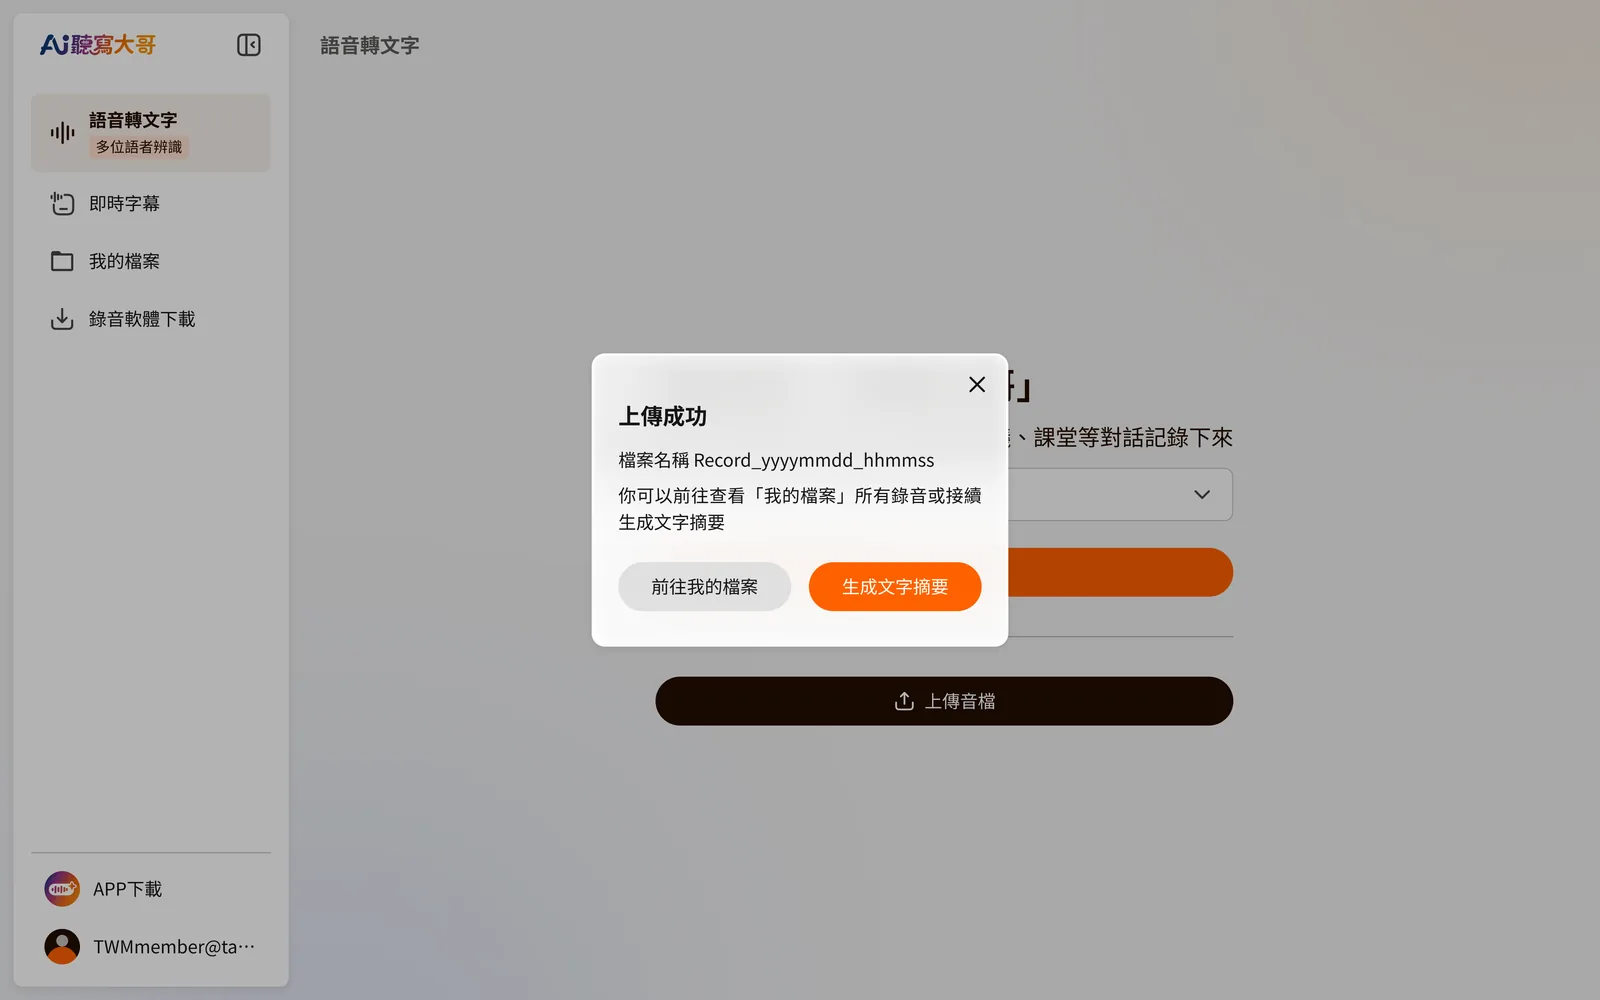 Ai聽寫大哥
語音轉文字
多位語者辨識
即時字幕
我的檔案
錄音軟體下載
APP下載
TWMmember@ta…
語音轉文字
」
、課堂等對話記錄下來
上傳成功
檔案名稱 Record_yyyymmdd_hhmmss
你可以前往查看「我的檔案」所有錄音或接續
生成文字摘要
前往我的檔案
生成文字摘要
上傳音檔